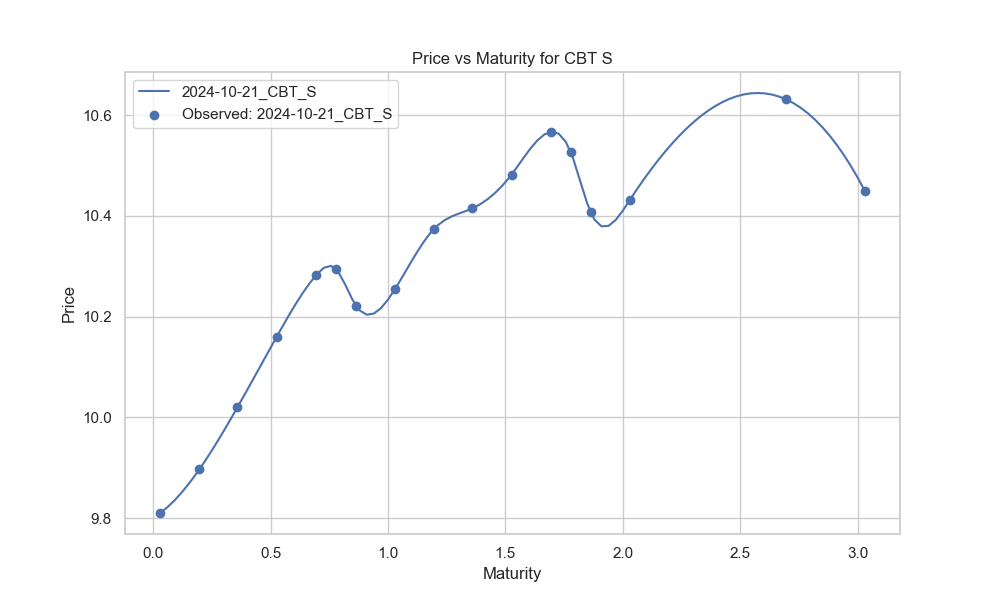 Price vs Maturity for CBT S
2024-10-21_CBT_S
Observed: 2024-10-21_CBT_S
Price
10.6
10.4
10.2
10.0
9.8
0.0 0.5 1.0 1.5 2.0 2.5 3.0
Maturity